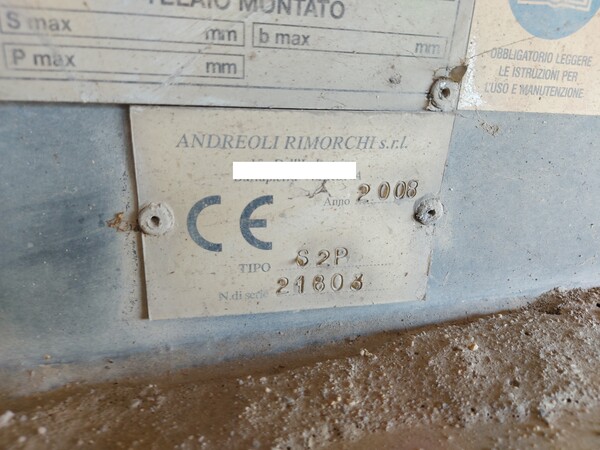 TELAIO MONTATO
S max mm b max mm
P max mm mm
OBBLIGATORIO LEGGERE
LE ISTRUZIONI PER
L'USO E MANUTENZIONE
ANDREOLI RIMORCHI s.r.l.
Anno 2008
CE
TIPO S2P
N. di serie 21803